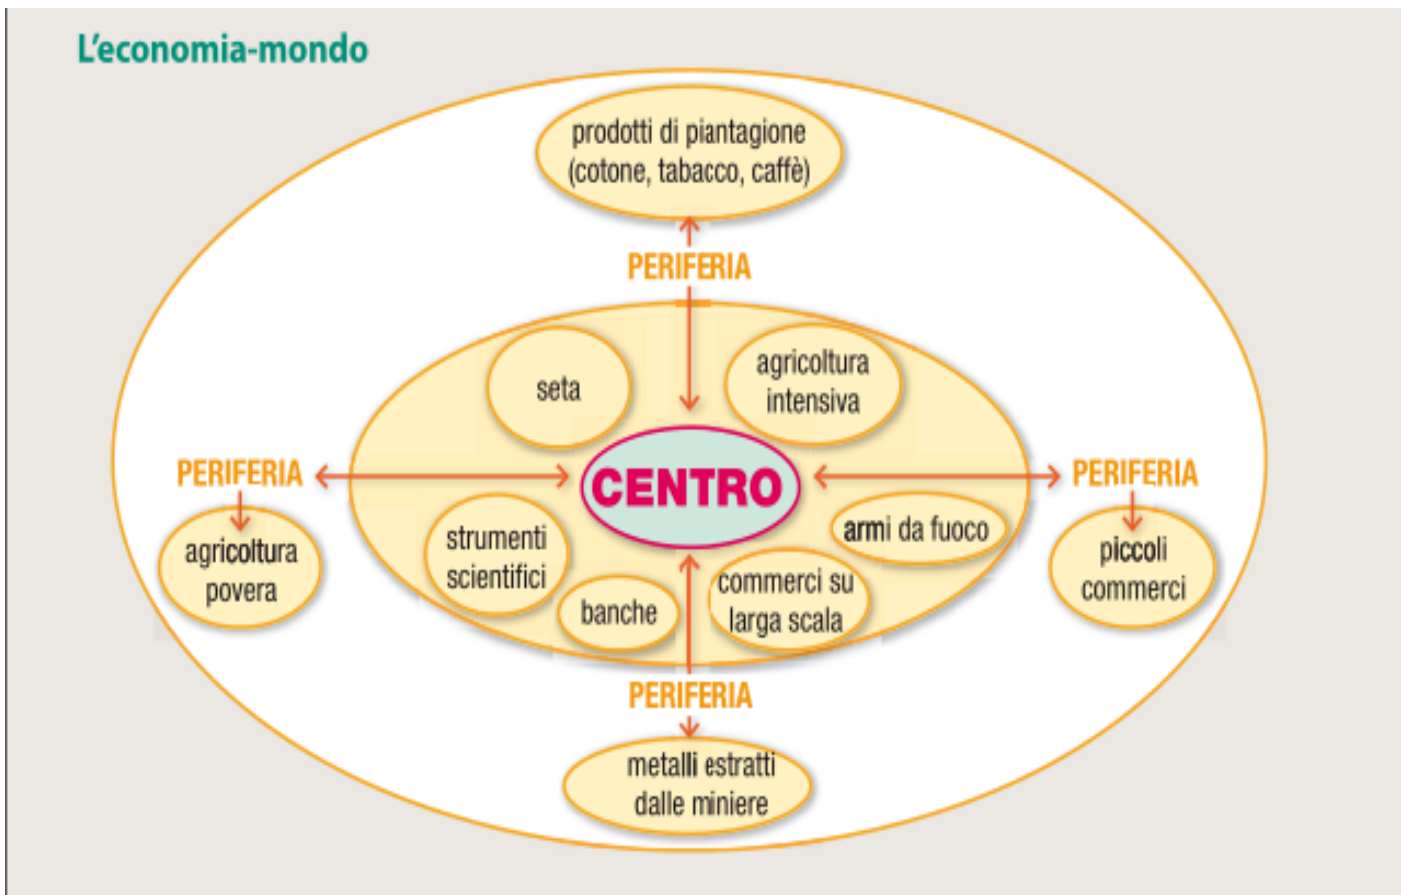 L'economia-mondo
prodotti di piantagione
(cotone, tabacco, caffè)
PERIFERIA
seta
agricoltura
intensiva
PERIFERIA
CENTRO
PERIFERIA
agricoltura
povera
strumenti
scientifici
banche
commerci su
larga scala
armi da fuoco
piccoli
commerci
PERIFERIA
metalli estratti
dalle miniere